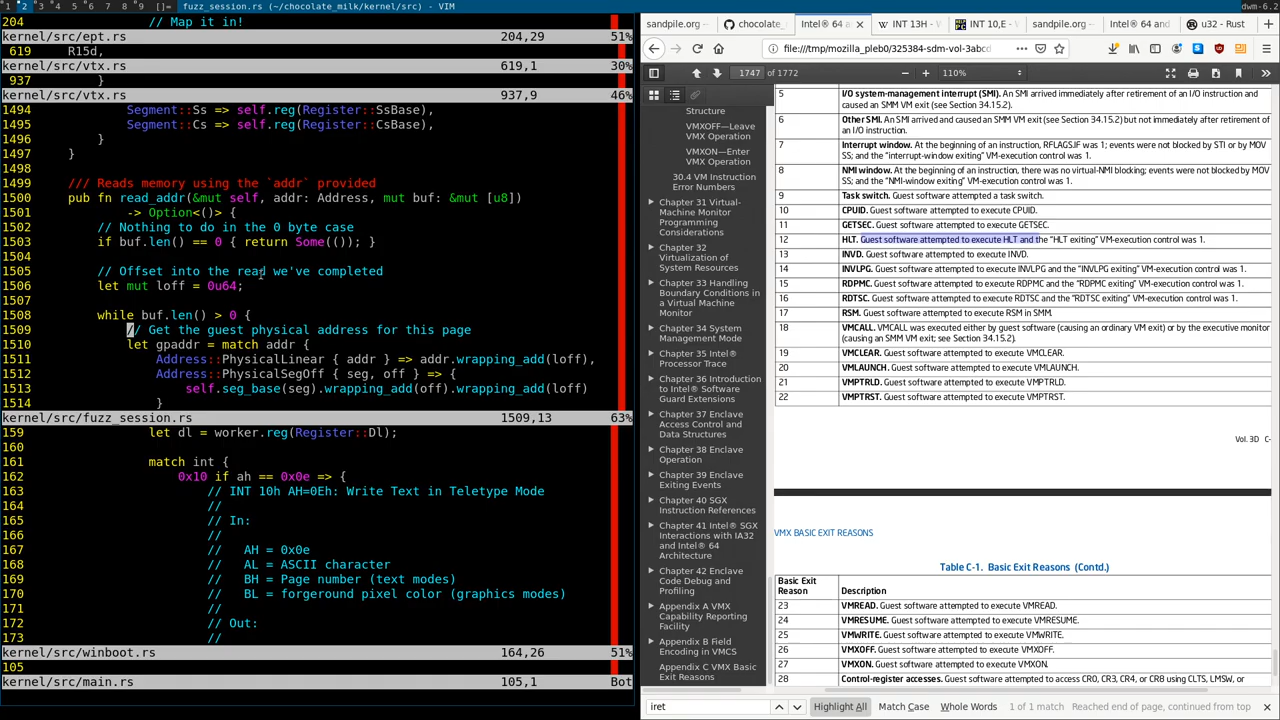 1 2 3 4 5 6 7 8 9 []= fuzz_session.rs (~/chocolate_milk/kernel/src) - VIM
dwm-6.2
204 // Map it in!
kernel/src/ept.rs 204,29 51%
619 R15d,
kernel/src/vtx.rs 619,1 30%
937 }
kernel/src/vtx.rs 937,9 46%
1494 Segment::Ss => self.reg(Register::SsBase),
1495 Segment::Cs => self.reg(Register::CsBase),
1496 }
1497 }
1498
1499 /// Reads memory using the `addr` provided
1500 pub fn read_addr(&mut self, addr: Address, mut buf: &mut [u8])
1501 -> Option<()> {
1502 // Nothing to do in the 0 byte case
1503 if buf.len() == 0 { return Some(()); }
1504
1505 // Offset into the read we've completed
1506 let mut loff = 0u64;
1507
1508 while buf.len() > 0 {
1509 // Get the guest physical address for this page
1510 let gpaddr = match addr {
1511 Address::PhysicalLinear { addr } => addr.wrapping_add(loff),
1512 Address::PhysicalSegOff { seg, off } => {
1513 self.seg_base(seg).wrapping_add(off).wrapping_add(loff)
1514 }
kernel/src/fuzz_session.rs 1509,13 63%
159 let dl = worker.reg(Register::Dl);
160
161 match int {
162 0x10 if ah == 0x0e => {
163 // INT 10h AH=0Eh: Write Text in Teletype Mode
164 //
165 // In:
166 //
167 // AH = 0x0e
168 // AL = ASCII character
169 // BH = Page number (text modes)
170 // BL = forgeround pixel color (graphics modes)
171 //
172 // Out:
173 //
kernel/src/winboot.rs 164,26 51%
105
kernel/src/main.rs 105,1 Bot
sandpile.org - chocolate_ Intel® 64 a INT 13H - W INT 10,E - sandpile.org - Intel® 64 and u32 - Rust
file:///tmp/mozilla_pleb0/325384-sdm-vol-3abcd
1747 of 1772 110%
Structure
VMXOFF—Leave
VMX Operation
VMXON—Enter
VMX Operation
30.4 VM Instruction
Error Numbers
Chapter 31 Virtual-
Machine Monitor
Programming
Considerations
Chapter 32
Virtualization of
System Resources
Chapter 33 Handling
Boundary Conditions in
a Virtual Machine
Monitor
Chapter 34 System
Management Mode
Chapter 35 Intel®
Processor Trace
Chapter 36 Introduction
to Intel® Software
Guard Extensions
Chapter 37 Enclave
Access Control and
Data Structures
Chapter 38 Enclave
Operation
Chapter 39 Enclave
Exiting Events
Chapter 40 SGX
Instruction References
Chapter 41 Intel® SGX
Interactions with IA32
and Intel® 64
Architecture
Chapter 42 Enclave
Code Debug and
Profiling
Appendix A VMX
Capability Reporting
Facility
Appendix B Field
Encoding in VMCS
Appendix C VMX Basic
Exit Reasons
5 I/O system-management interrupt (SMI). An SMI arrived immediately after retirement of an I/O instruction
and caused an SMM VM exit (see Section 34.15.2).
6 Other SMI. An SMI arrived and caused an SMM VM exit (see Section 34.15.2) but not immediately after retirement of
an I/O instruction.
7 Interrupt window. At the beginning of an instruction, RFLAGS.IF was 1; events were not blocked by STI or by MOV
SS; and the "interrupt-window exiting" VM-execution control was 1.
8 NMI window. At the beginning of an instruction, there was no virtual-NMI blocking; events were not blocked by MOV
SS; and the "NMI-window exiting" VM-execution control was 1.
9 Task switch. Guest software attempted a task switch.
10 CPUID. Guest software attempted to execute CPUID.
11 GETSEC. Guest software attempted to execute GETSEC.
12 HLT. Guest software attempted to execute HLT and the "HLT exiting" VM-execution control was 1.
13 INVD. Guest software attempted to execute INVD.
14 INVLPG. Guest software attempted to execute INVLPG and the "INVLPG exiting" VM-execution control was 1.
15 RDPMC. Guest software attempted to execute RDPMC and the "RDPMC exiting" VM-execution control was 1.
16 RDTSC. Guest software attempted to execute RDTSC and the "RDTSC exiting" VM-execution control was 1.
17 RSM. Guest software attempted to execute RSM in SMM.
18 VMCALL. VMCALL was executed either by guest software (causing an ordinary VM exit) or by the executive monitor
(causing an SMM VM exit; see Section 34.15.2).
19 VMCLEAR. Guest software attempted to execute VMCLEAR.
20 VMLAUNCH. Guest software attempted to execute VMLAUNCH.
21 VMPTRLD. Guest software attempted to execute VMPTRLD.
22 VMPTRST. Guest software attempted to execute VMPTRST.
Vol. 3D C-
VMX BASIC EXIT REASONS
Table C-1. Basic Exit Reasons (Contd.)
Basic Exit
Reason Description
23 VMREAD. Guest software attempted to execute VMREAD.
24 VMRESUME. Guest software attempted to execute VMRESUME.
25 VMWRITE. Guest software attempted to execute VMWRITE.
26 VMXOFF. Guest software attempted to execute VMXOFF.
27 VMXON. Guest software attempted to execute VMXON.
28 Control-register accesses. Guest software attempted to access CR0, CR3, CR4, or CR8 using CLTS, LMSW, or
iret Highlight All Match Case Whole Words 1 of 1 match Reached end of page, continued from top